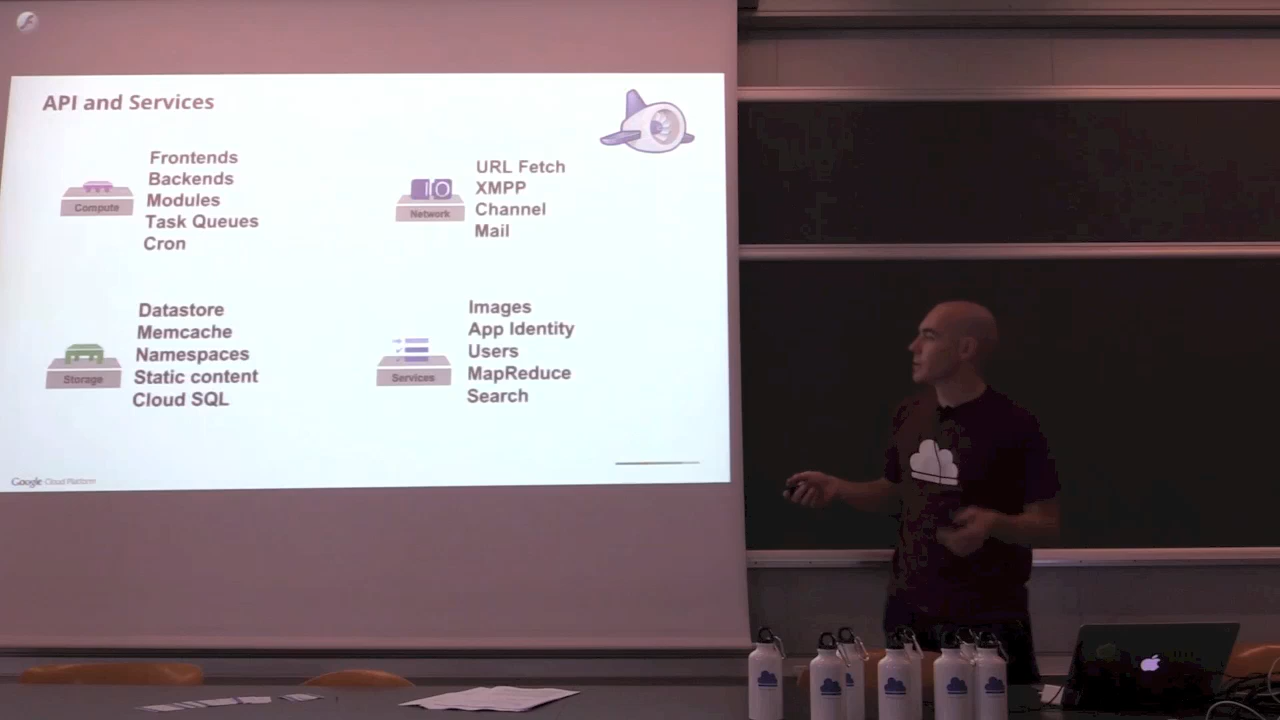 API and Services
Frontends
Backends
Modules
Task Queues
Cron
Compute
URL Fetch
XMPP
Channel
Mail
IO
Network
Datastore
Memcache
Namespaces
Static content
Cloud SQL
Storage
Images
App Identity
Users
MapReduce
Search
Services
Google Cloud Platform